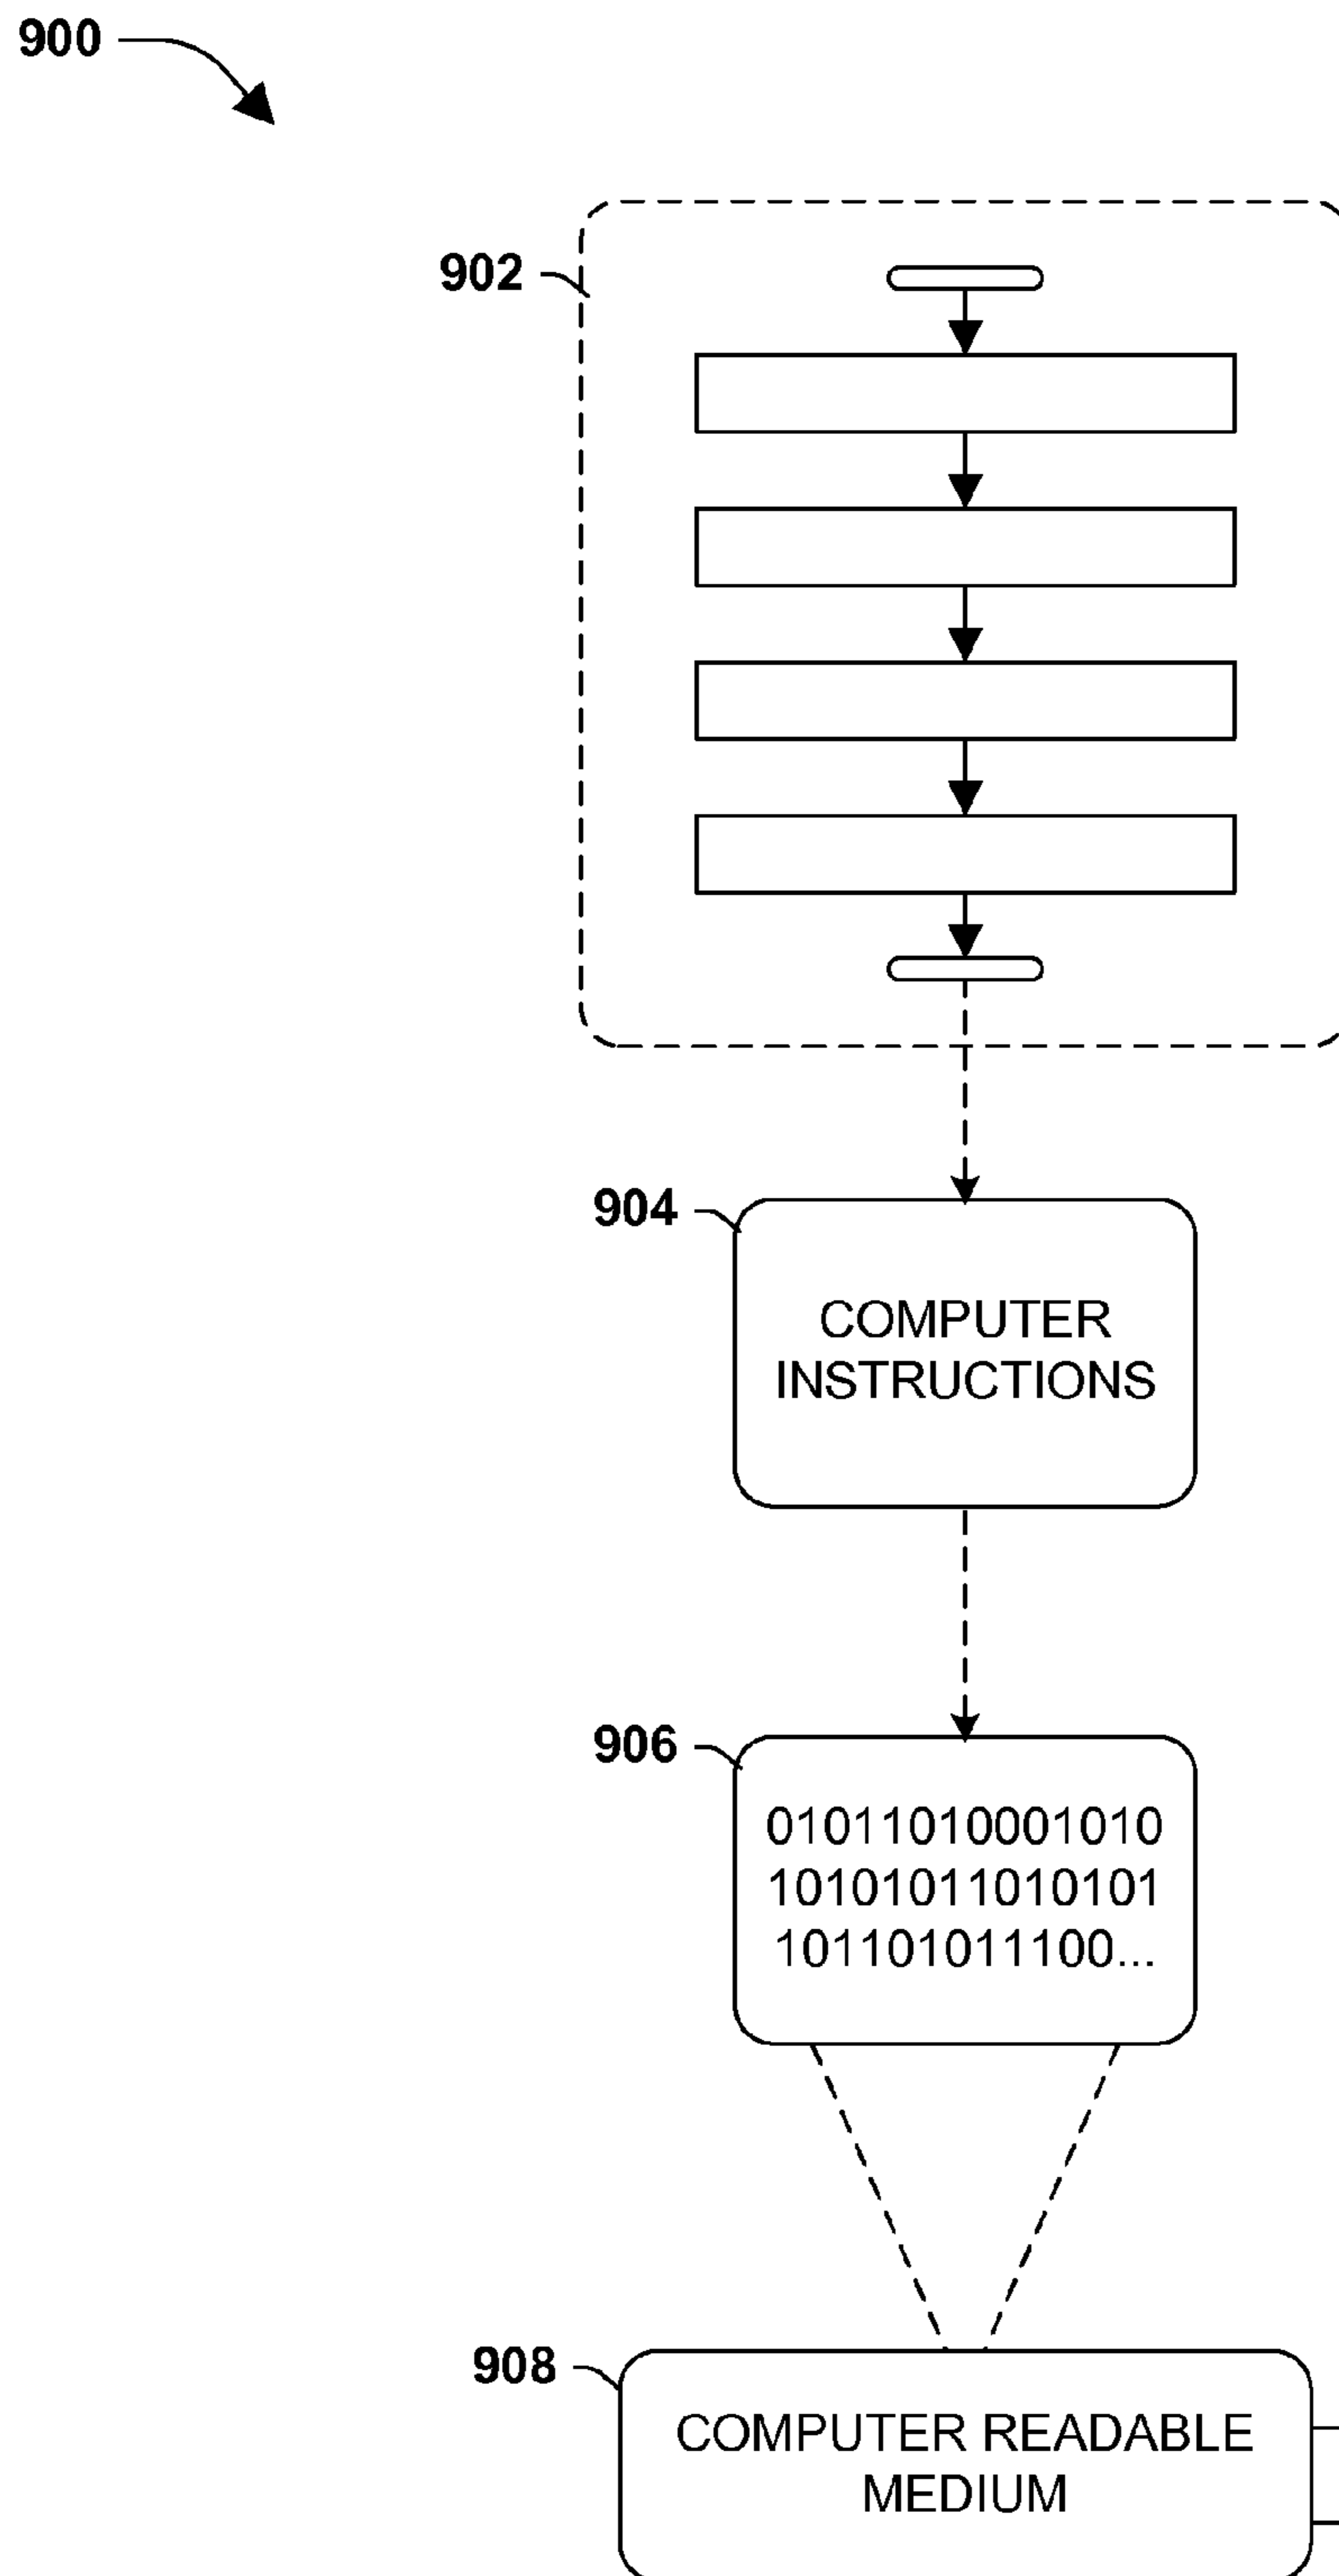 900
902
904
COMPUTER
INSTRUCTIONS
906
01011010001010
10101011010101
101101011100...
908
COMPUTER READABLE
MEDIUM